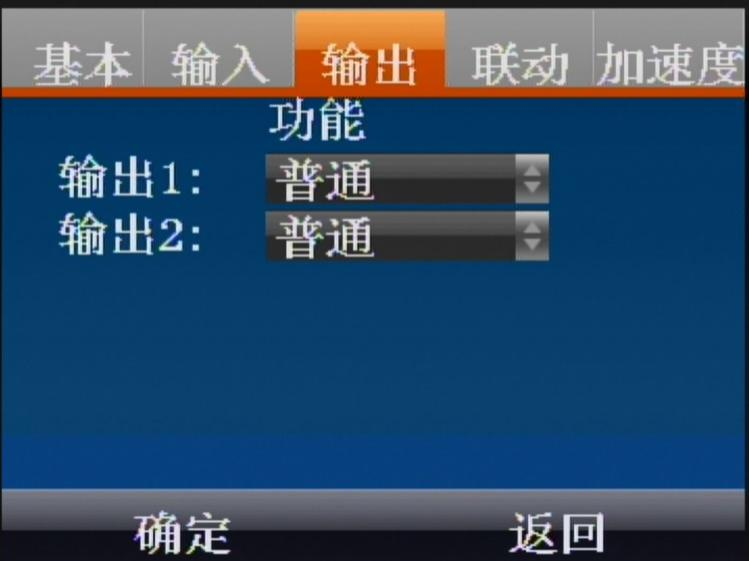 基本 输入 输出 联动 加速度
功能
输出1: 普通
输出2: 普通
确定 返回